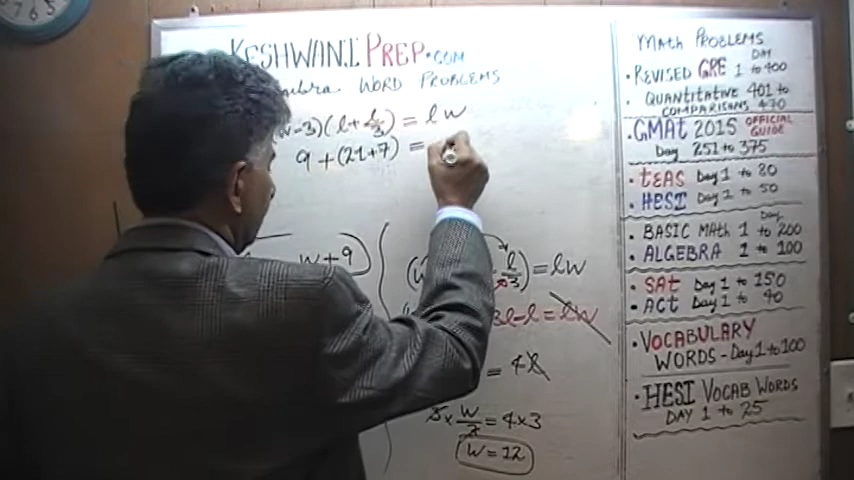 KESHWANI PREP.COM
WORD PROBLEMS
w-3)(l+l/3) = lw
9+(21+7) =
w+9
l/3) = lw
3l-l = lw
= 4l
w/3 = 4x3
w = 12
MATH PROBLEMS
• REVISED GRE DAY 1 to 400
• QUANTITATIVE 401 to
COMPARISONS 470
• GMAT 2015 OFFICIAL GUIDE
Day 251 to 375
• TEAS Day 1 to 80
• HESI Day 1 to 50
• BASIC MATH Day 1 to 200
• ALGEBRA 1 to 100
• SAt Day 1 to 150
• ACt Day 1 to 40
• VOCABULARY
WORDS - Day 1 to 100
• HESI VOCAB WORDS
DAY 1 to 25